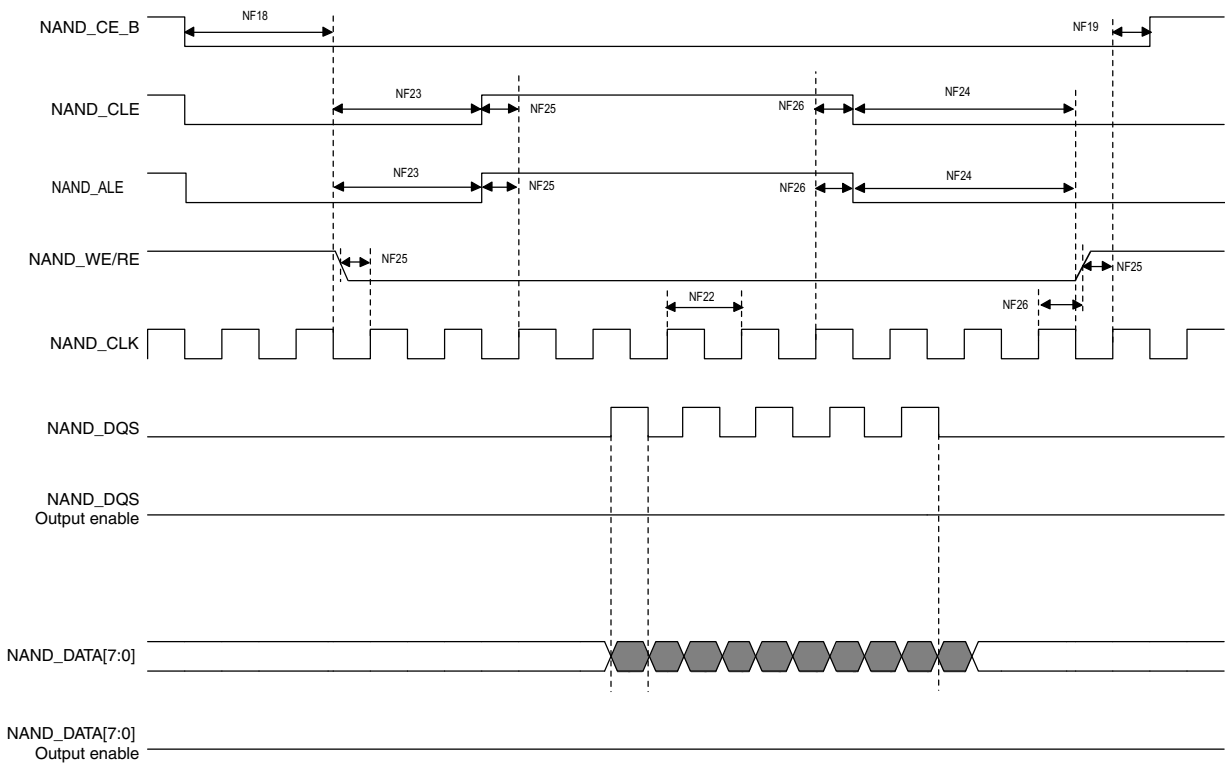 NF18
NAND_CE_B
NF19
NF23
NF25
NF26
NF24
NAND_CLE
NF23
NF25
NF26
NF24
NAND_ALE
NAND_WE/RE
NF25
NF25
NF22
NF26
NAND_CLK
NAND_DQS
NAND_DQS
Output enable
NAND_DATA[7:0]
NAND_DATA[7:0]
Output enable